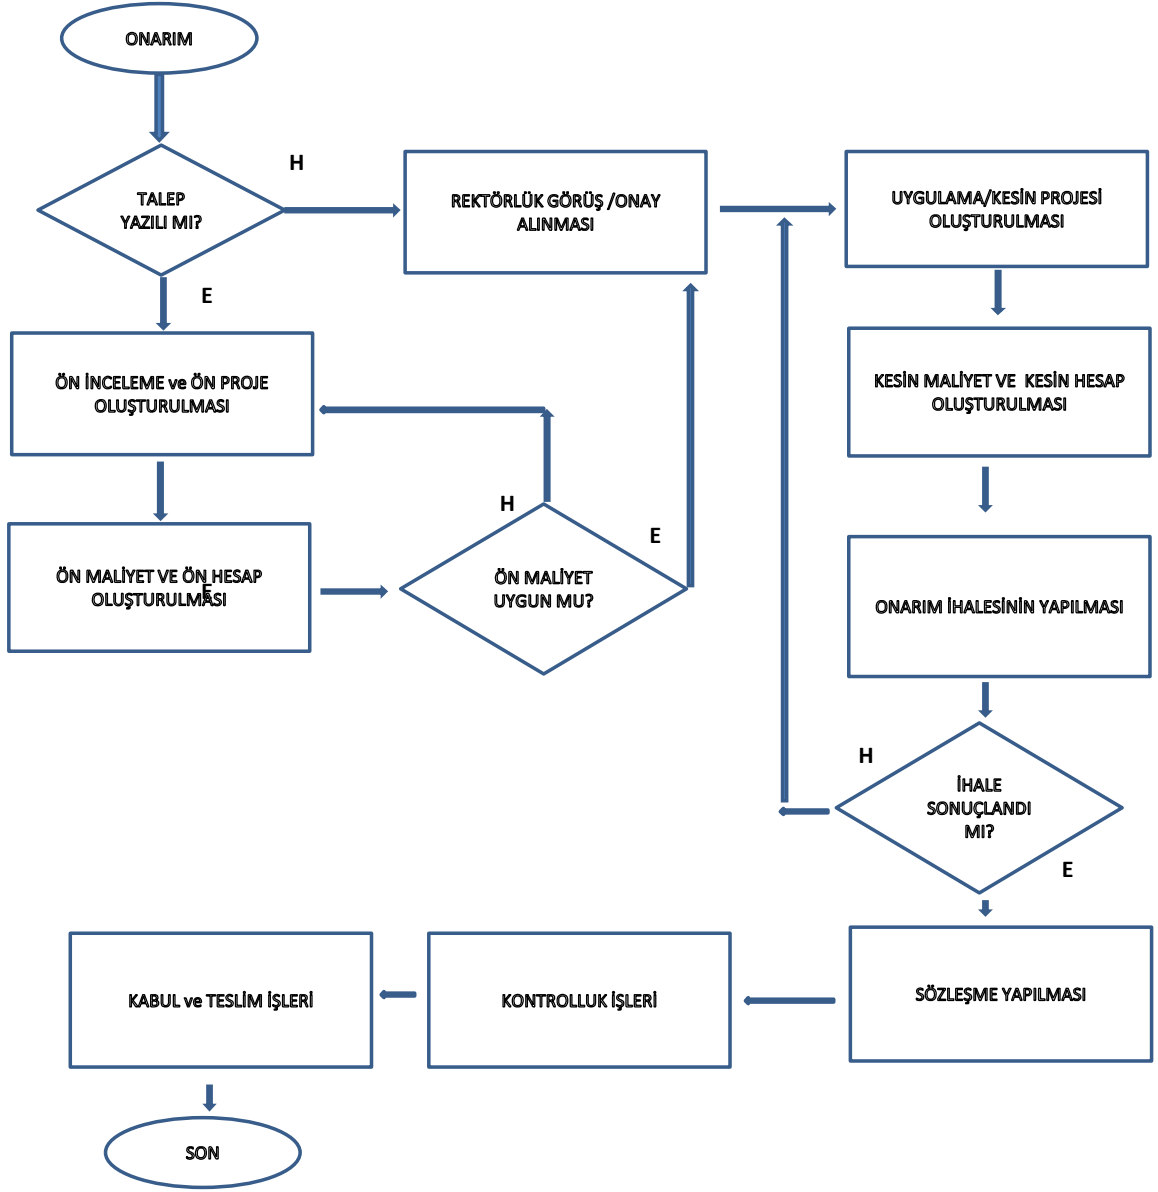 ONARIM
TALEP
YAZILI MI?
H
E
REKTÖRLÜK GÖRÜŞ /ONAY
ALINMASI
ÖN İNCELEME ve ÖN PROJE
OLUŞTURULMASI
ÖN MALİYET VE ÖN HESAP
OLUŞTURULMASI
E
ÖN MALİYET
UYGUN MU?
H
E
UYGULAMA/KESİN PROJESİ
OLUŞTURULMASI
KESİN MALİYET VE KESİN HESAP
OLUŞTURULMASI
ONARIM İHALESİNİN YAPILMASI
H
İHALE
SONUÇLANDI
MI?
E
SÖZLEŞME YAPILMASI
KONTROLLUK İŞLERİ
KABUL ve TESLİM İŞLERİ
SON